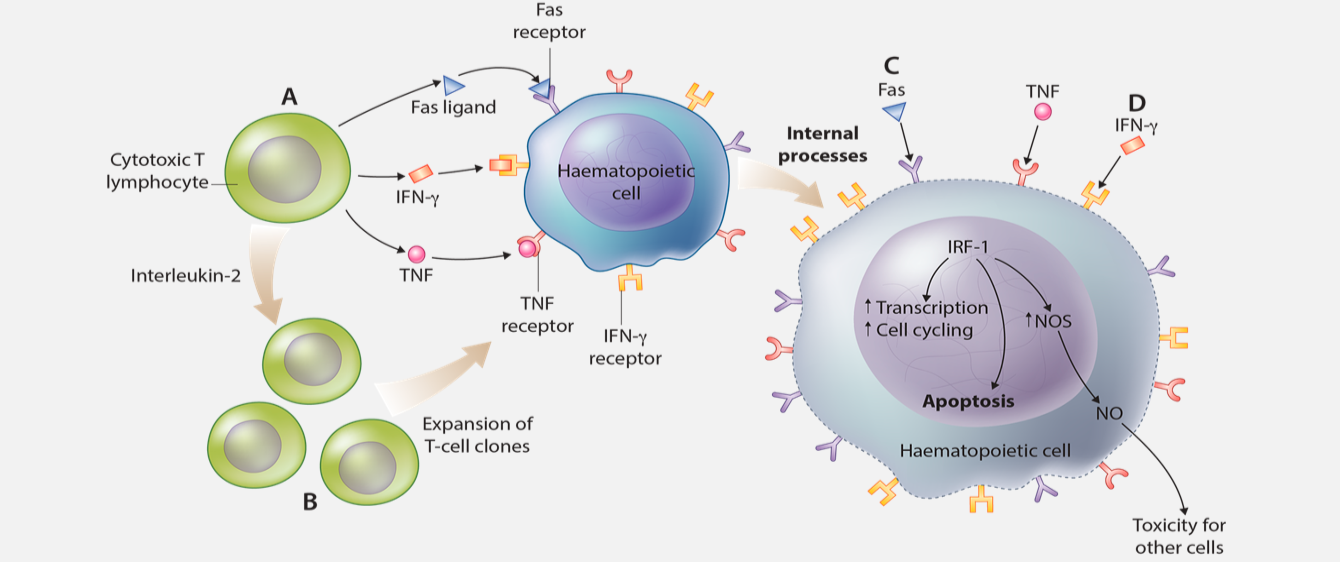 Fas
receptor
A
Fas ligand
Cytotoxic T
lymphocyte
IFN-γ
Haematopoietic
cell
TNF
Interleukin-2
TNF
receptor
IFN-γ
receptor
Expansion of
T-cell clones
B
Internal
processes
C
Fas
TNF
D
IFN-γ
IRF-1
↑ Transcription
↑ Cell cycling
↑NOS
Apoptosis
NO
Haematopoietic cell
Toxicity for
other cells